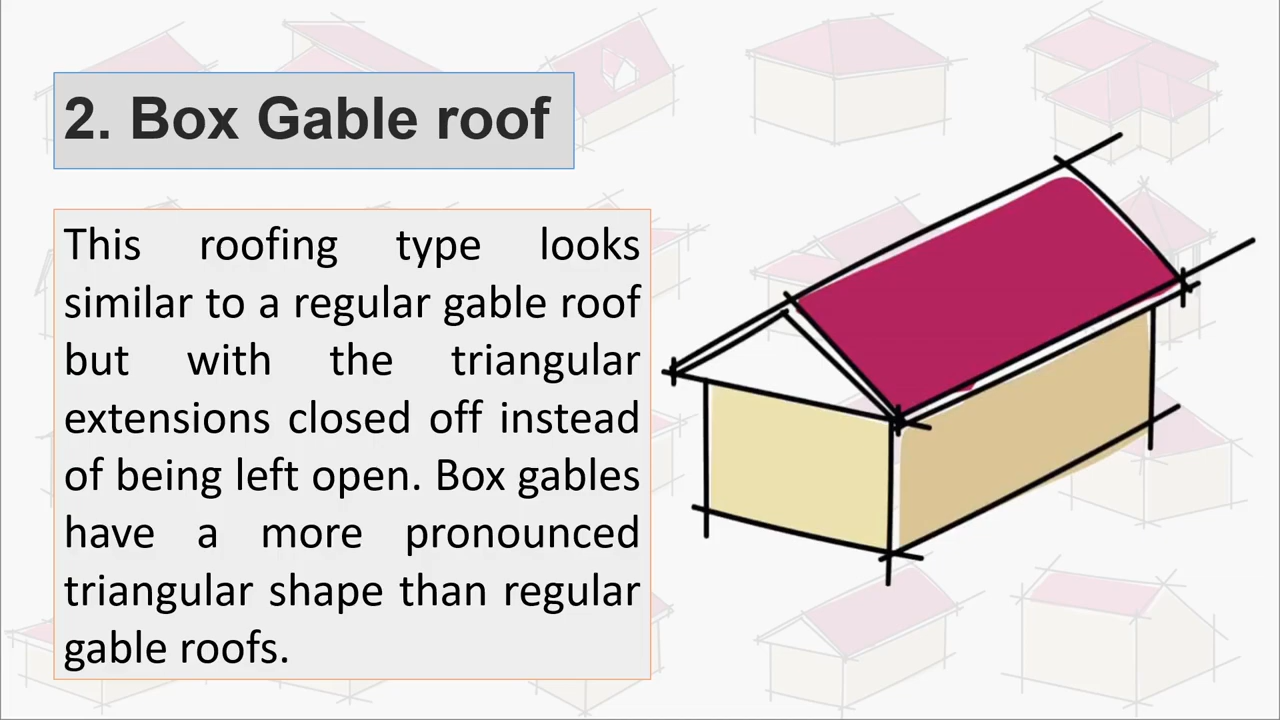 2. Box Gable roof
This roofing type looks
similar to a regular gable roof
but with the triangular
extensions closed off instead
of being left open. Box gables
have a more pronounced
triangular shape than regular
gable roofs.